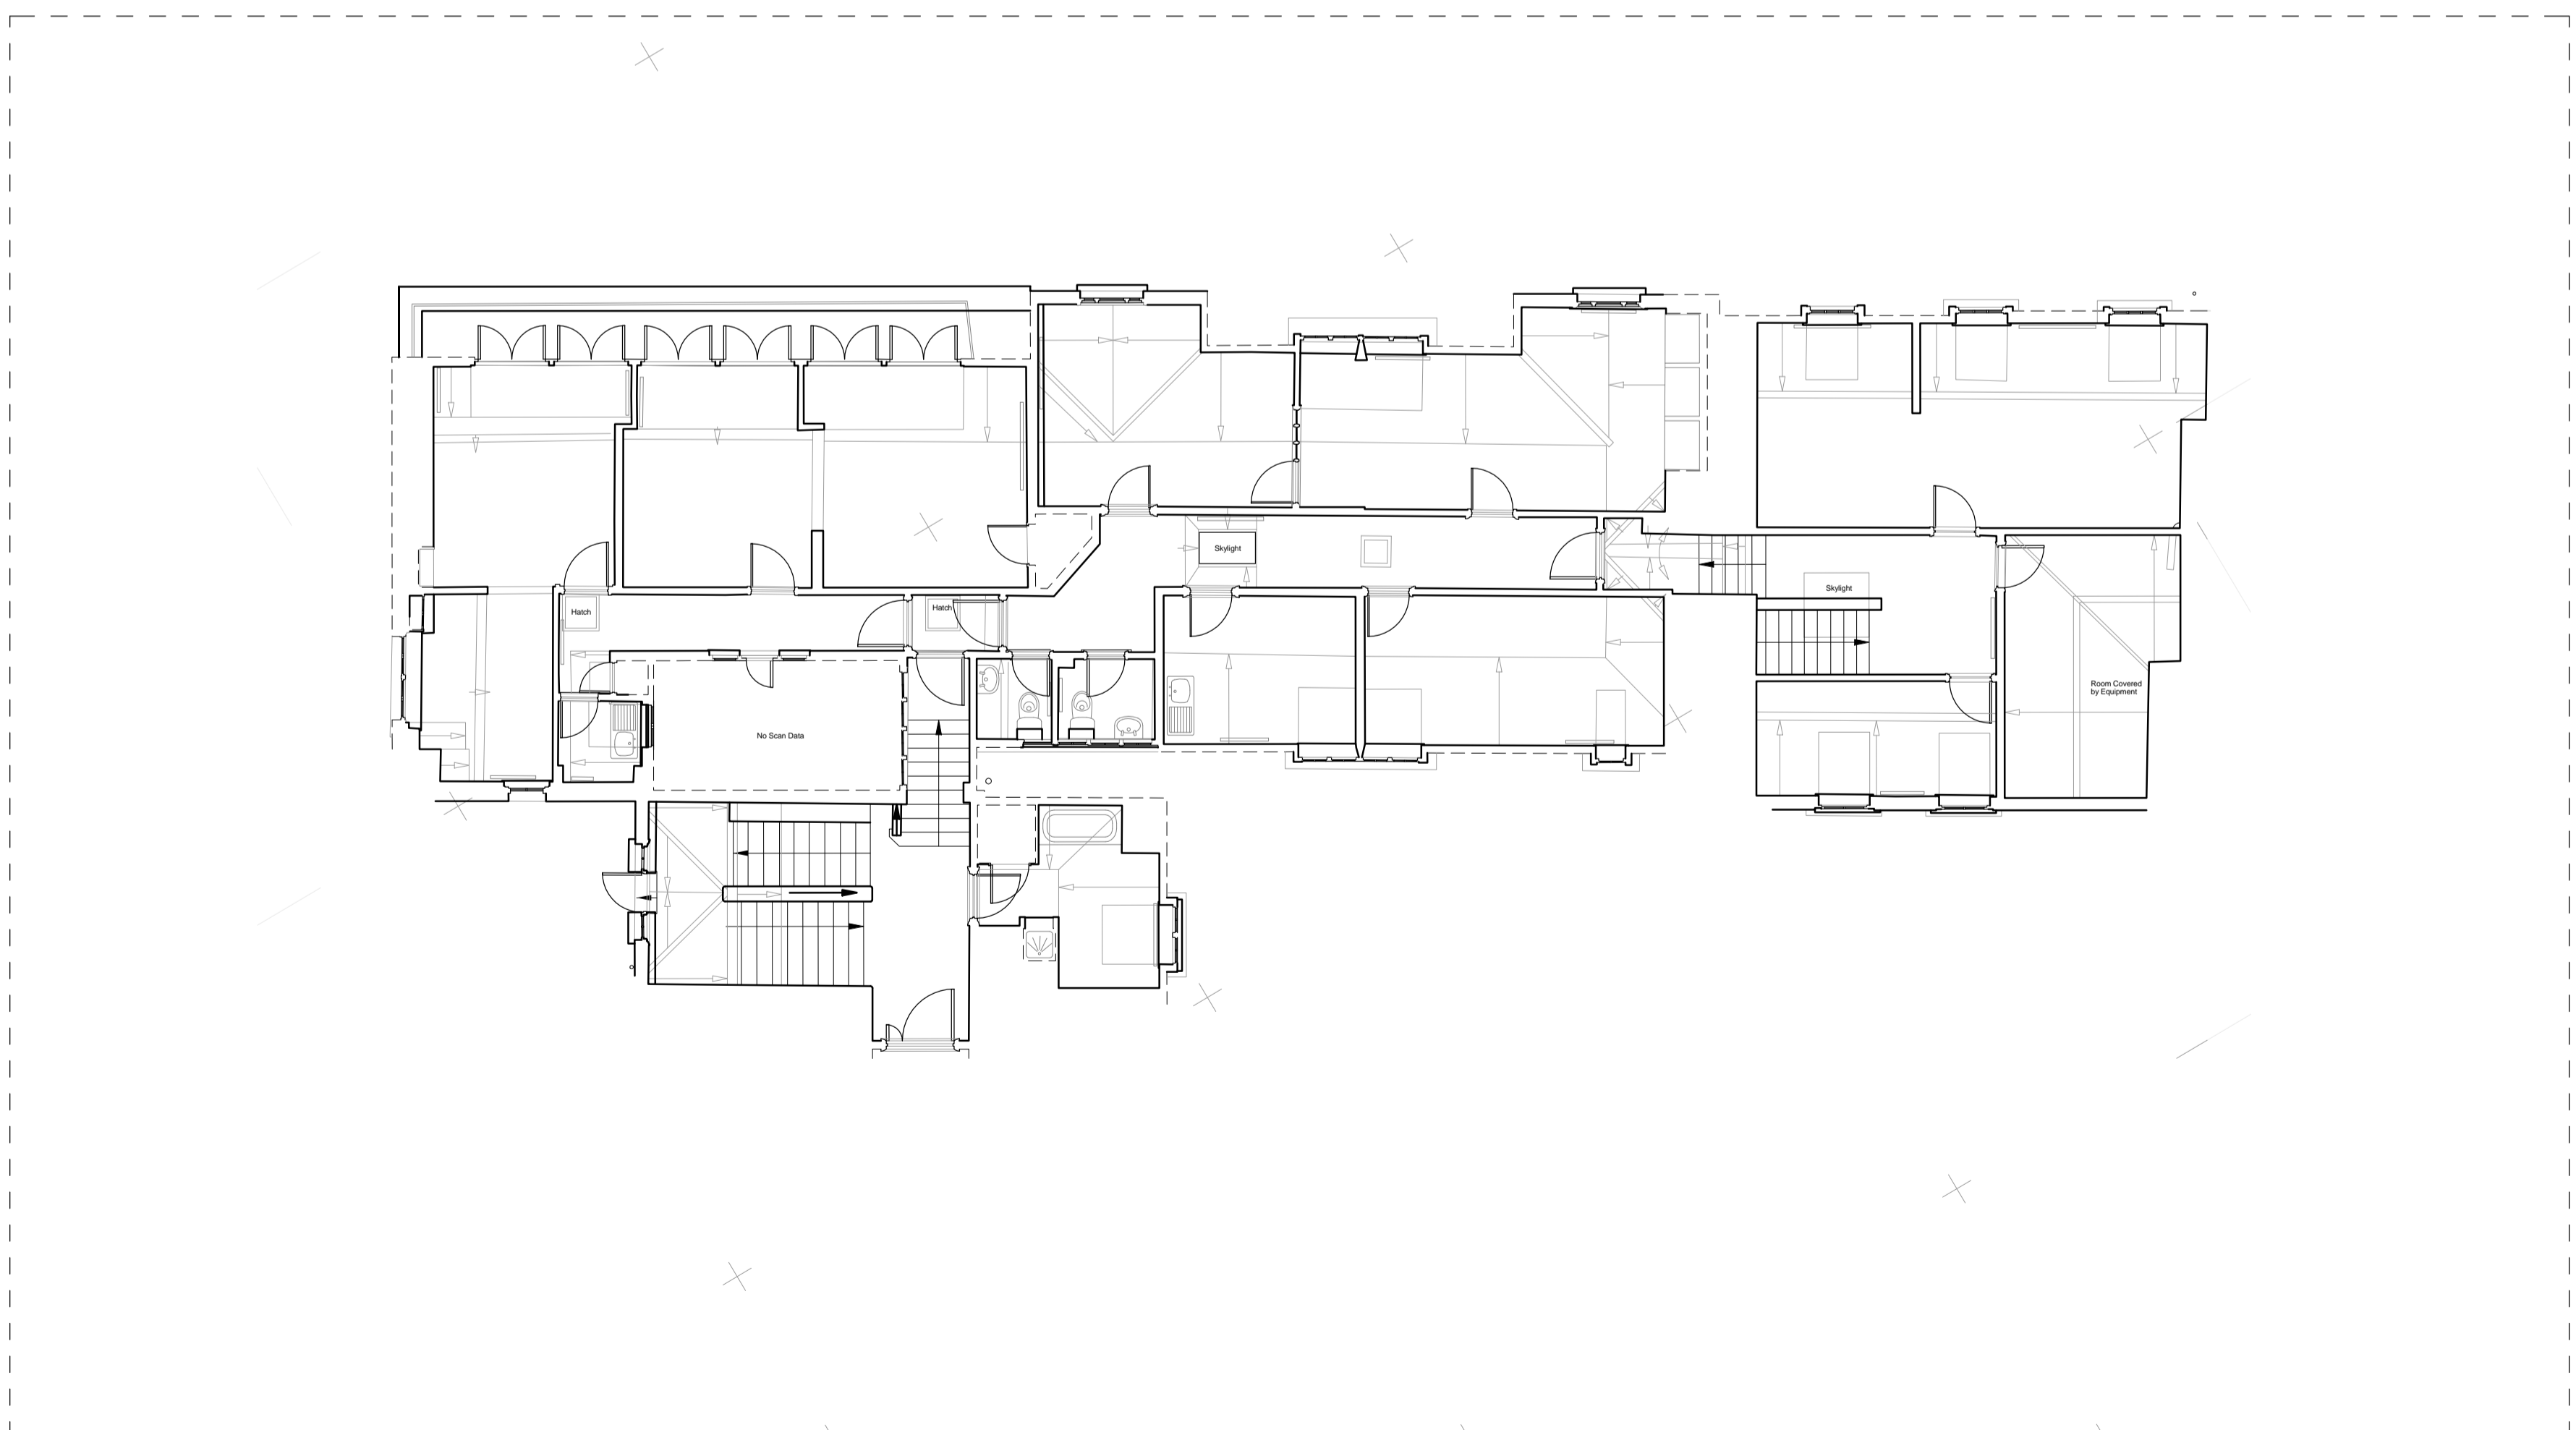 Skylight
Skylight
Hatch
Hatch
Room Covered
by Equipment
No Scan Data